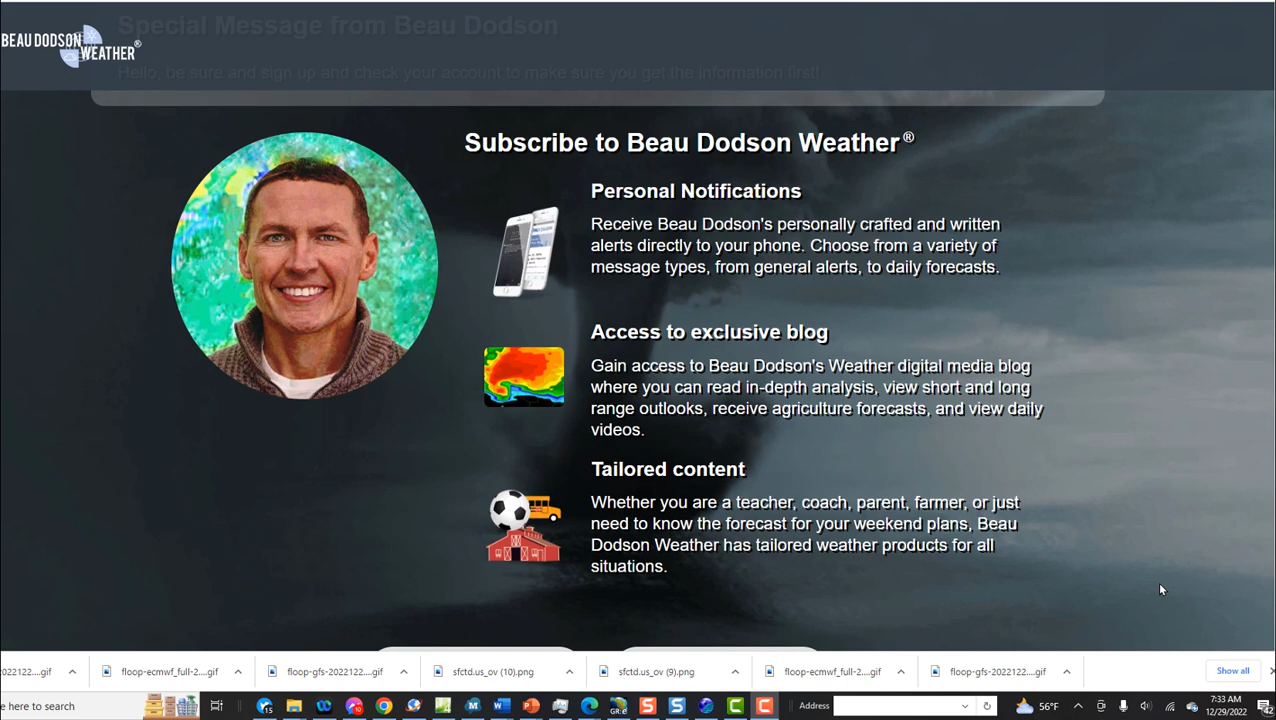 Special Message from Beau Dodson
BEAU DODSON
WEATHER®
Hello, be sure and sign up and check your account to make sure you get the information first!
Subscribe to Beau Dodson Weather®
Personal Notifications
Receive Beau Dodson's personally crafted and written
alerts directly to your phone. Choose from a variety of
message types, from general alerts, to daily forecasts.
Access to exclusive blog
Gain access to Beau Dodson's Weather digital media blog
where you can read in-depth analysis, view short and long
range outlooks, receive agriculture forecasts, and view daily
videos.
Tailored content
Whether you are a teacher, coach, parent, farmer, or just
need to know the forecast for your weekend plans, Beau
Dodson Weather has tailored weather products for all
situations.
2022122....gif floop-ecmwf_full-2....gif floop-gfs-2022122....gif sfctd.us_ov (10).png sfctd.us_ov (9).png floop-ecmwf_full-2....gif floop-gfs-2022122....gif Show all
e here to search Address 56°F 7:33 AM
12/29/2022